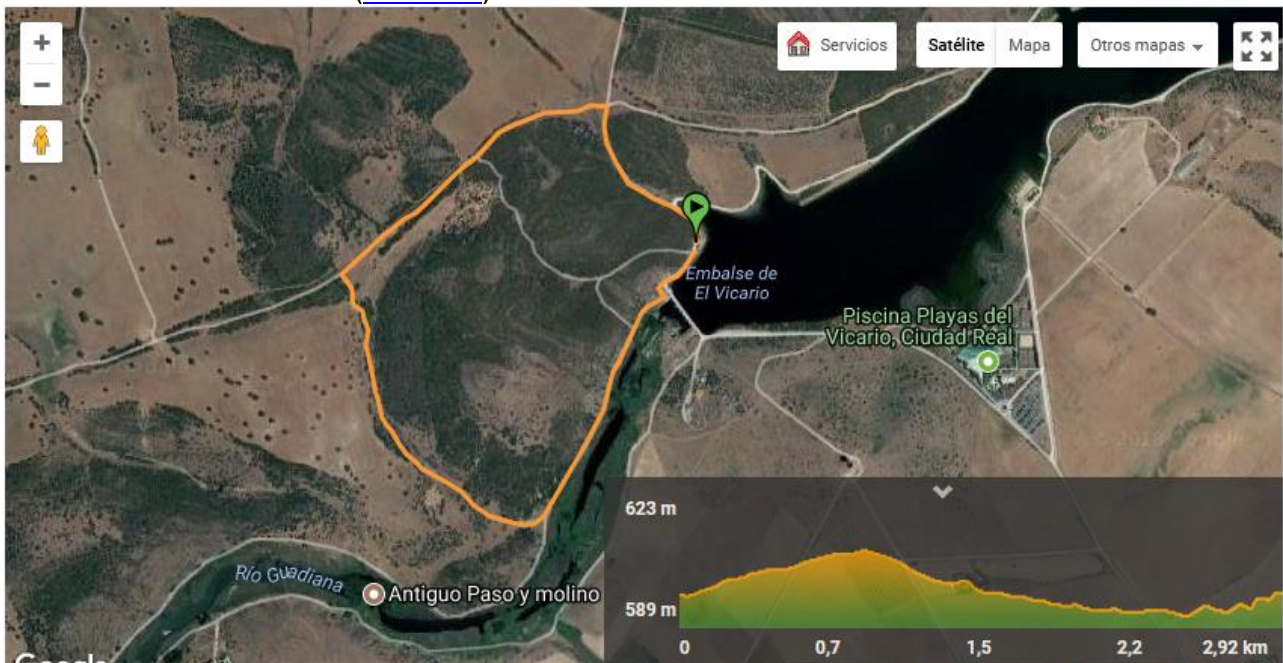 +
Servicios
Satélite
Mapa
Otros mapas
−
Embalse de
El Vicario
Piscina Playas del
Vicario, Ciudad Real
623 m
Río Guadiana
Antiguo Paso y molino
589 m
0
0,7
1,5
2,2
2,92 km
Google